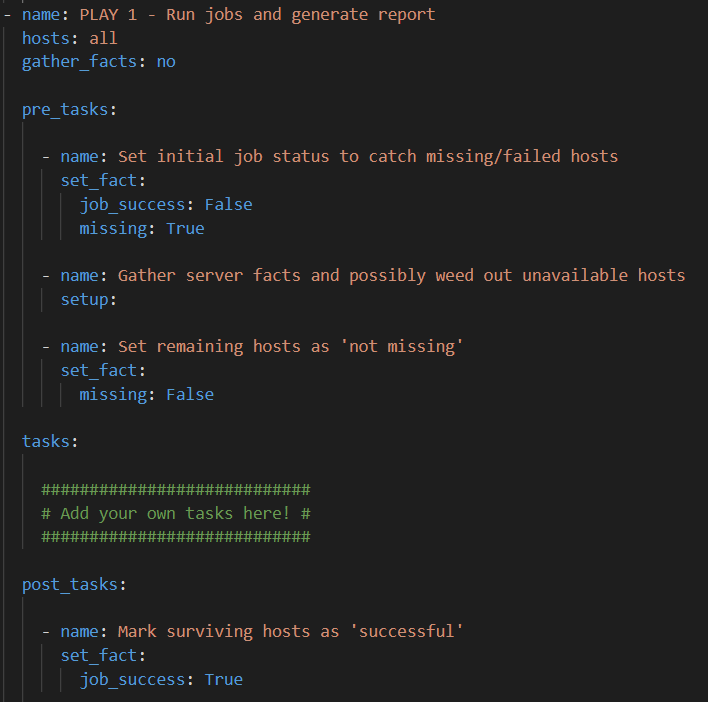 - name: PLAY 1 - Run jobs and generate report
  hosts: all
  gather_facts: no

  pre_tasks:

    - name: Set initial job status to catch missing/failed hosts
      set_fact:
        job_success: False
        missing: True

    - name: Gather server facts and possibly weed out unavailable hosts
      setup:

    - name: Set remaining hosts as 'not missing'
      set_fact:
        missing: False

  tasks:

    ############################
    # Add your own tasks here! #
    ############################

  post_tasks:

    - name: Mark surviving hosts as 'successful'
      set_fact:
        job_success: True